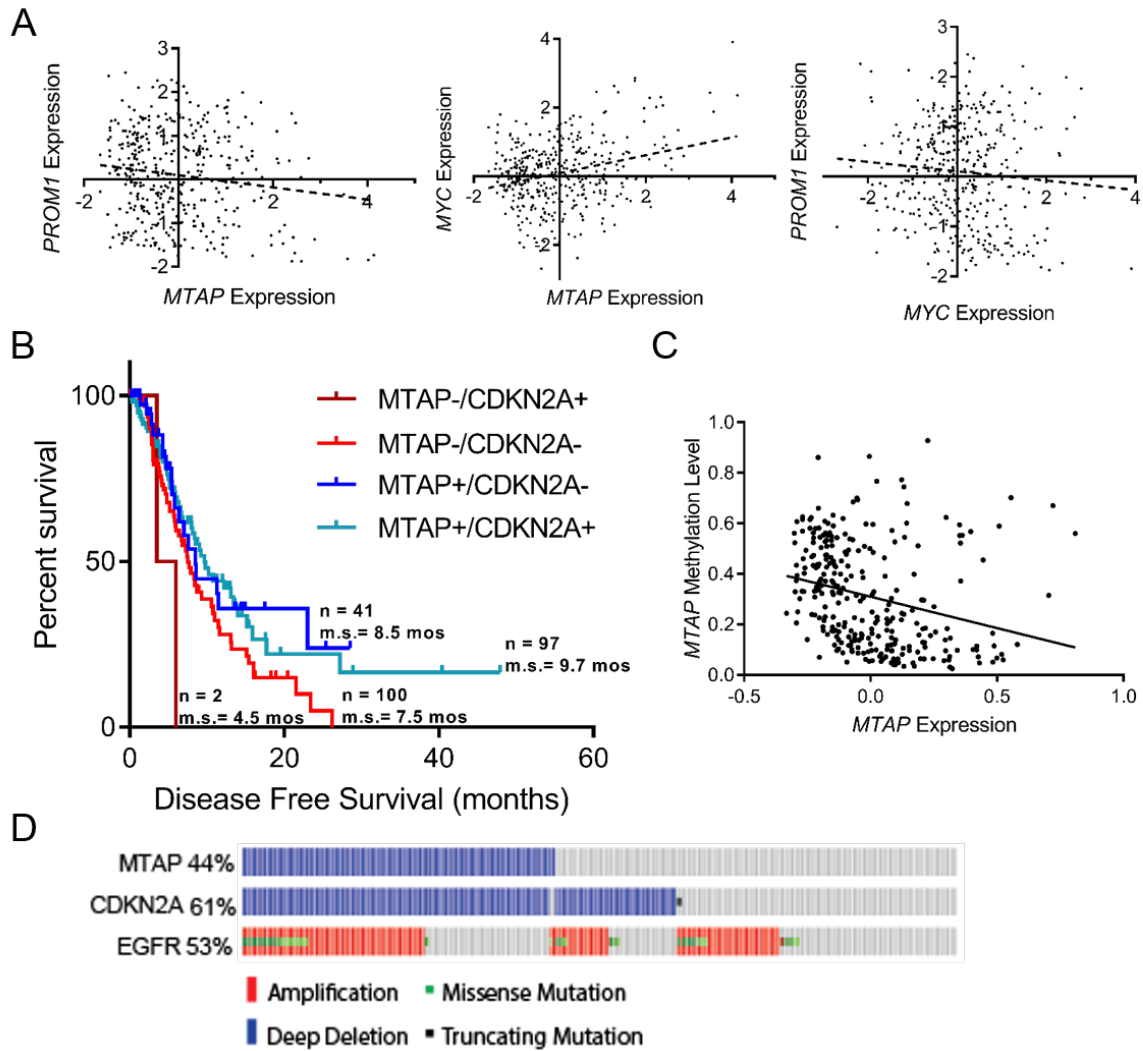 A
PROM1 Expression
3
2
1
-1
-2
-2
2
4
MTAP Expression
MYC Expression
4
2
-2
-2
2
4
MTAP Expression
PROM1 Expression
3
2
1
-1
-2
-2
2
4
MYC Expression
B
Percent survival
100
50
0
0
20
40
60
Disease Free Survival (months)
MTAP-/CDKN2A+
MTAP-/CDKN2A-
MTAP+/CDKN2A-
MTAP+/CDKN2A+
n = 41
m.s.= 8.5 mos
n = 97
m.s.= 9.7 mos
n = 2
m.s.= 4.5 mos
n = 100
m.s.= 7.5 mos
C
MTAP Methylation Level
1.0
0.8
0.6
0.4
0.2
0.0
-0.5
0.0
0.5
1.0
MTAP Expression
D
MTAP 44%
CDKN2A 61%
EGFR 53%
Amplification
Missense Mutation
Deep Deletion
Truncating Mutation